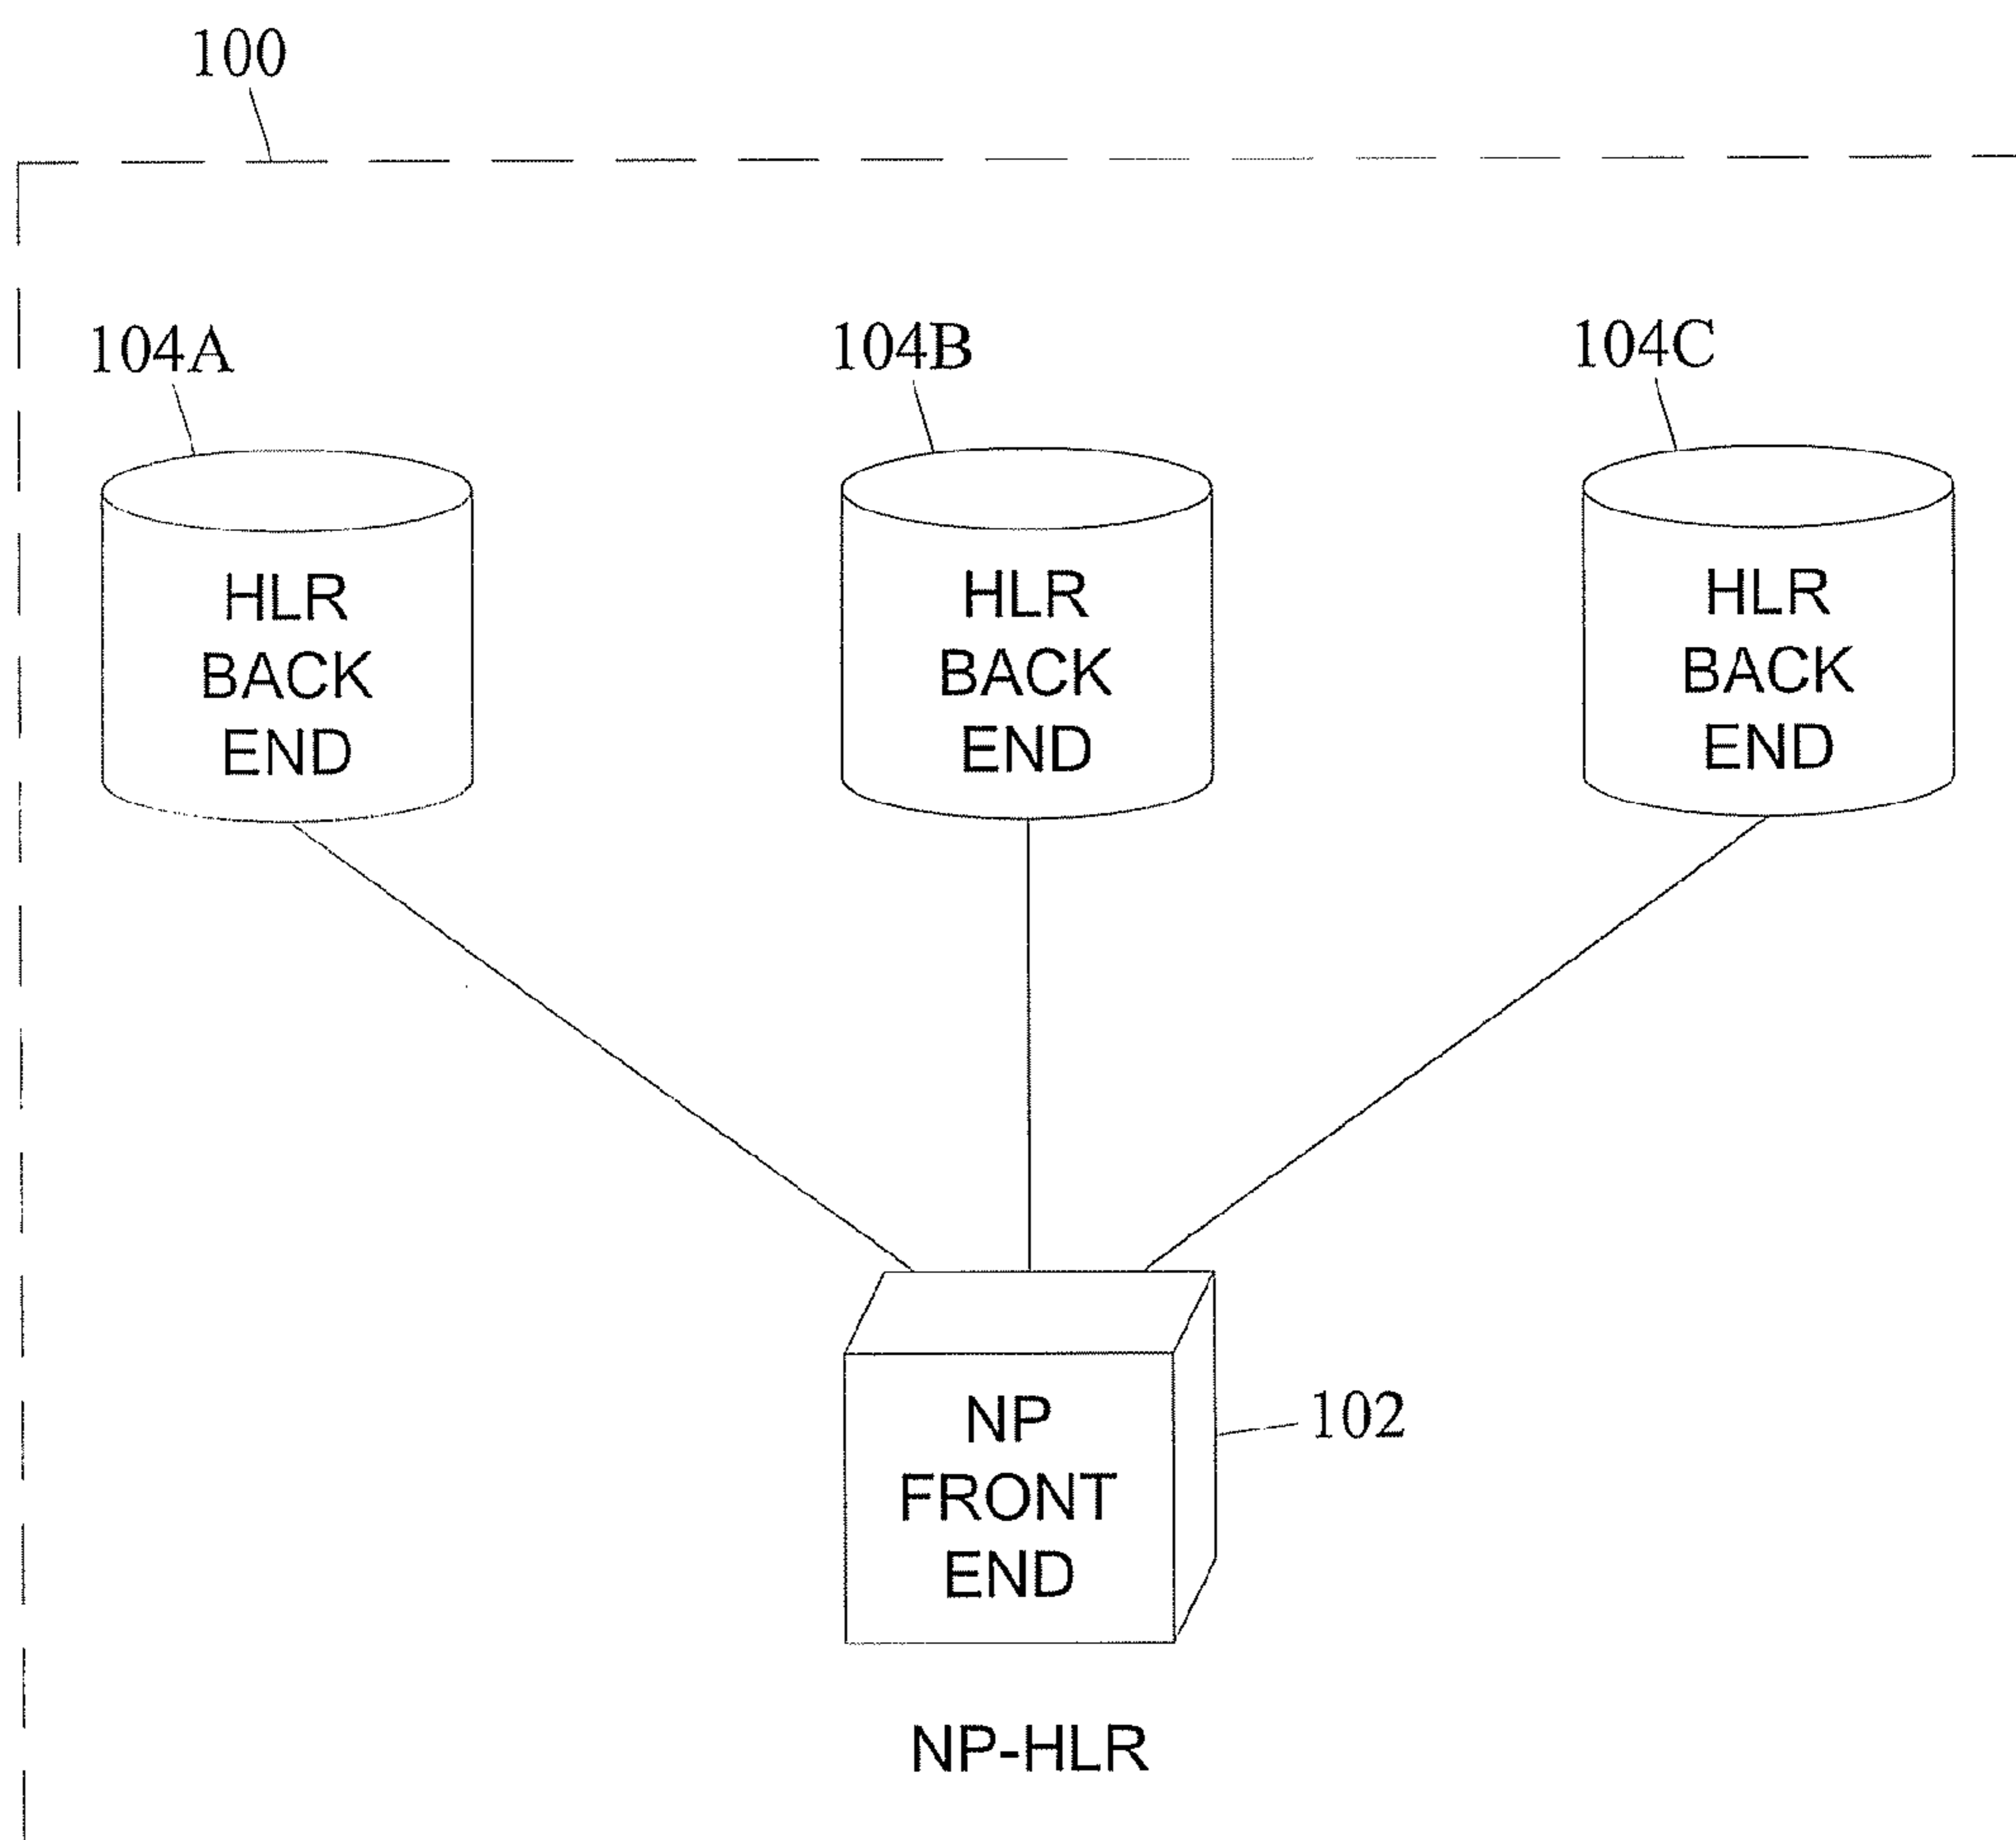 100
104A
104B
104C
HLR
BACK
END
HLR
BACK
END
HLR
BACK
END
NP
FRONT
END
102
NP-HLR